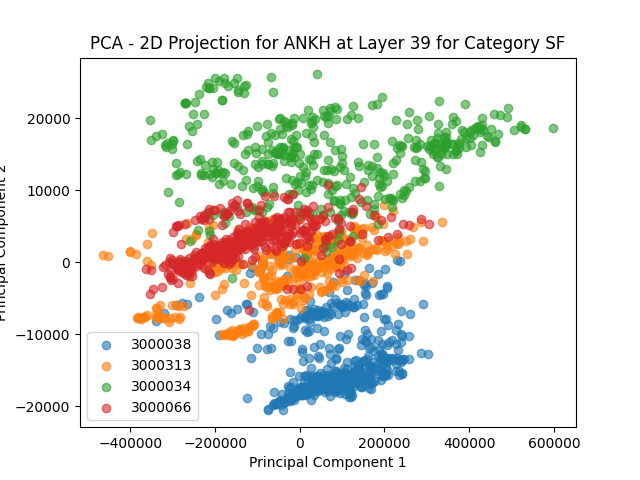 PCA - 2D Projection for ANKH at Layer 39 for Category SF
Principal Component 2
20000
10000
0
−10000
−20000
3000038
3000313
3000034
3000066
−400000 −200000 0 200000 400000 600000
Principal Component 1